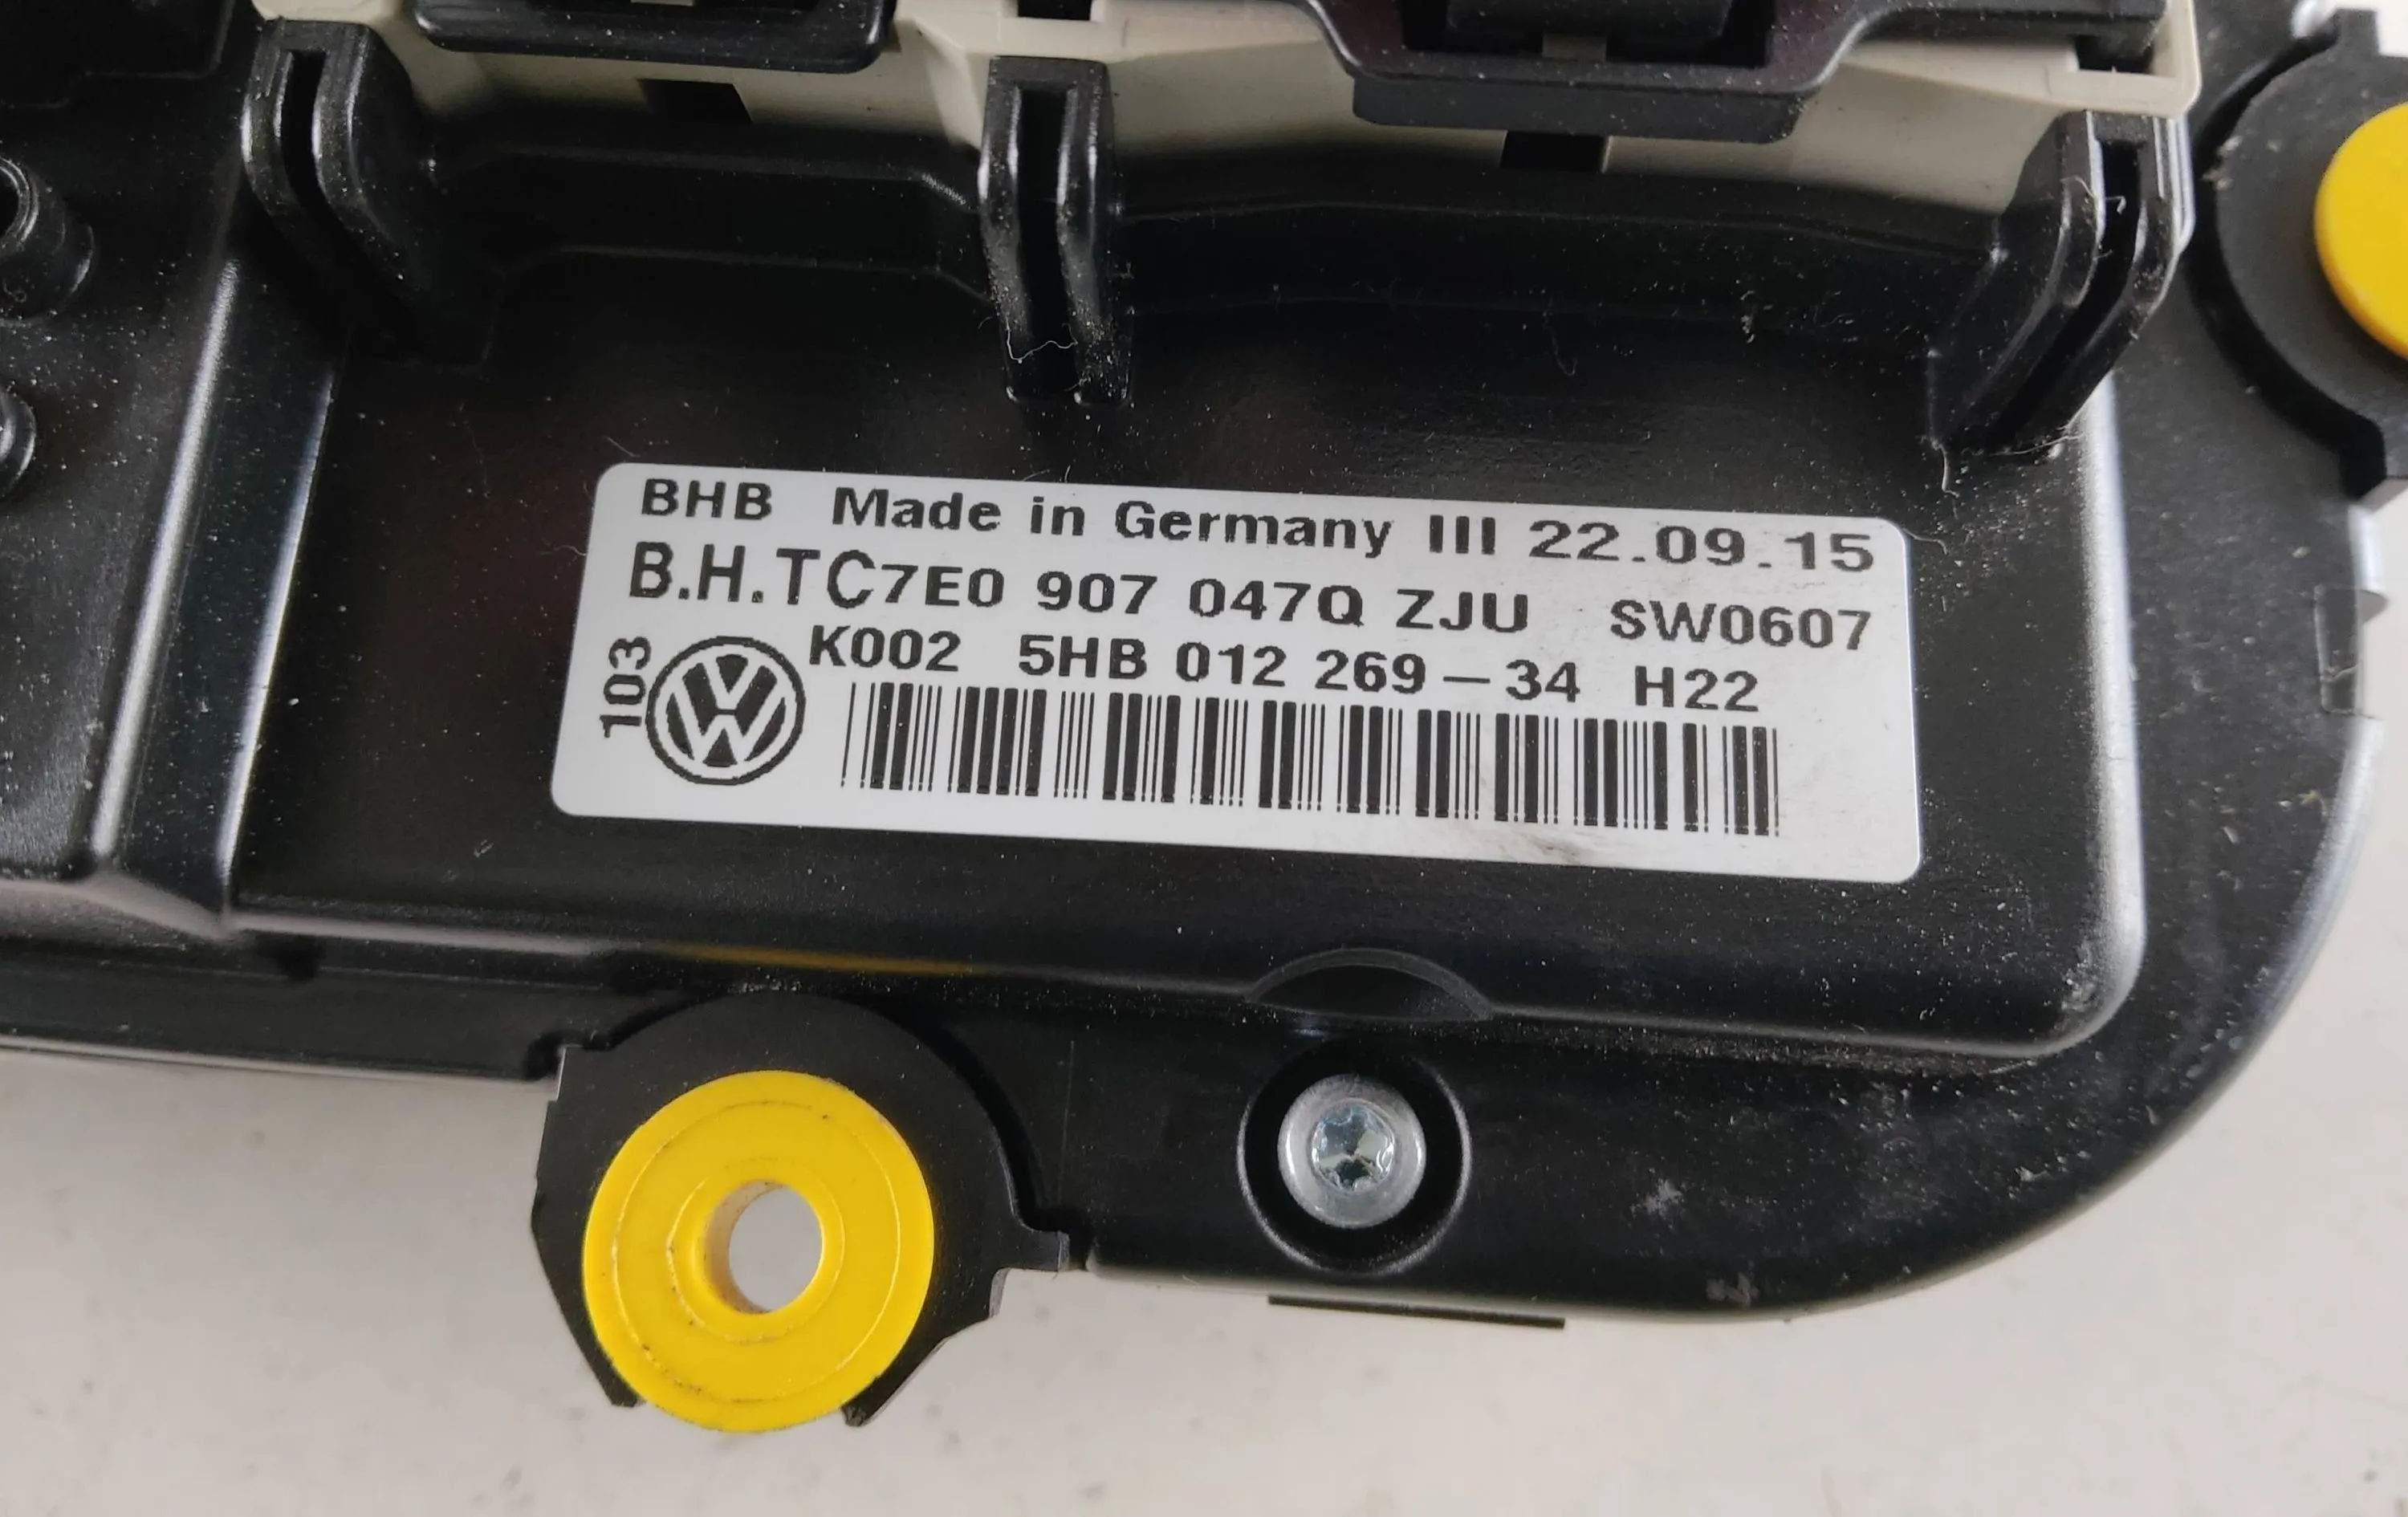 BHB Made in Germany III 22.09.15
B.H.TC7E0 907 047Q ZJU SW0607
K002 5HB 012 269-34 H22
103